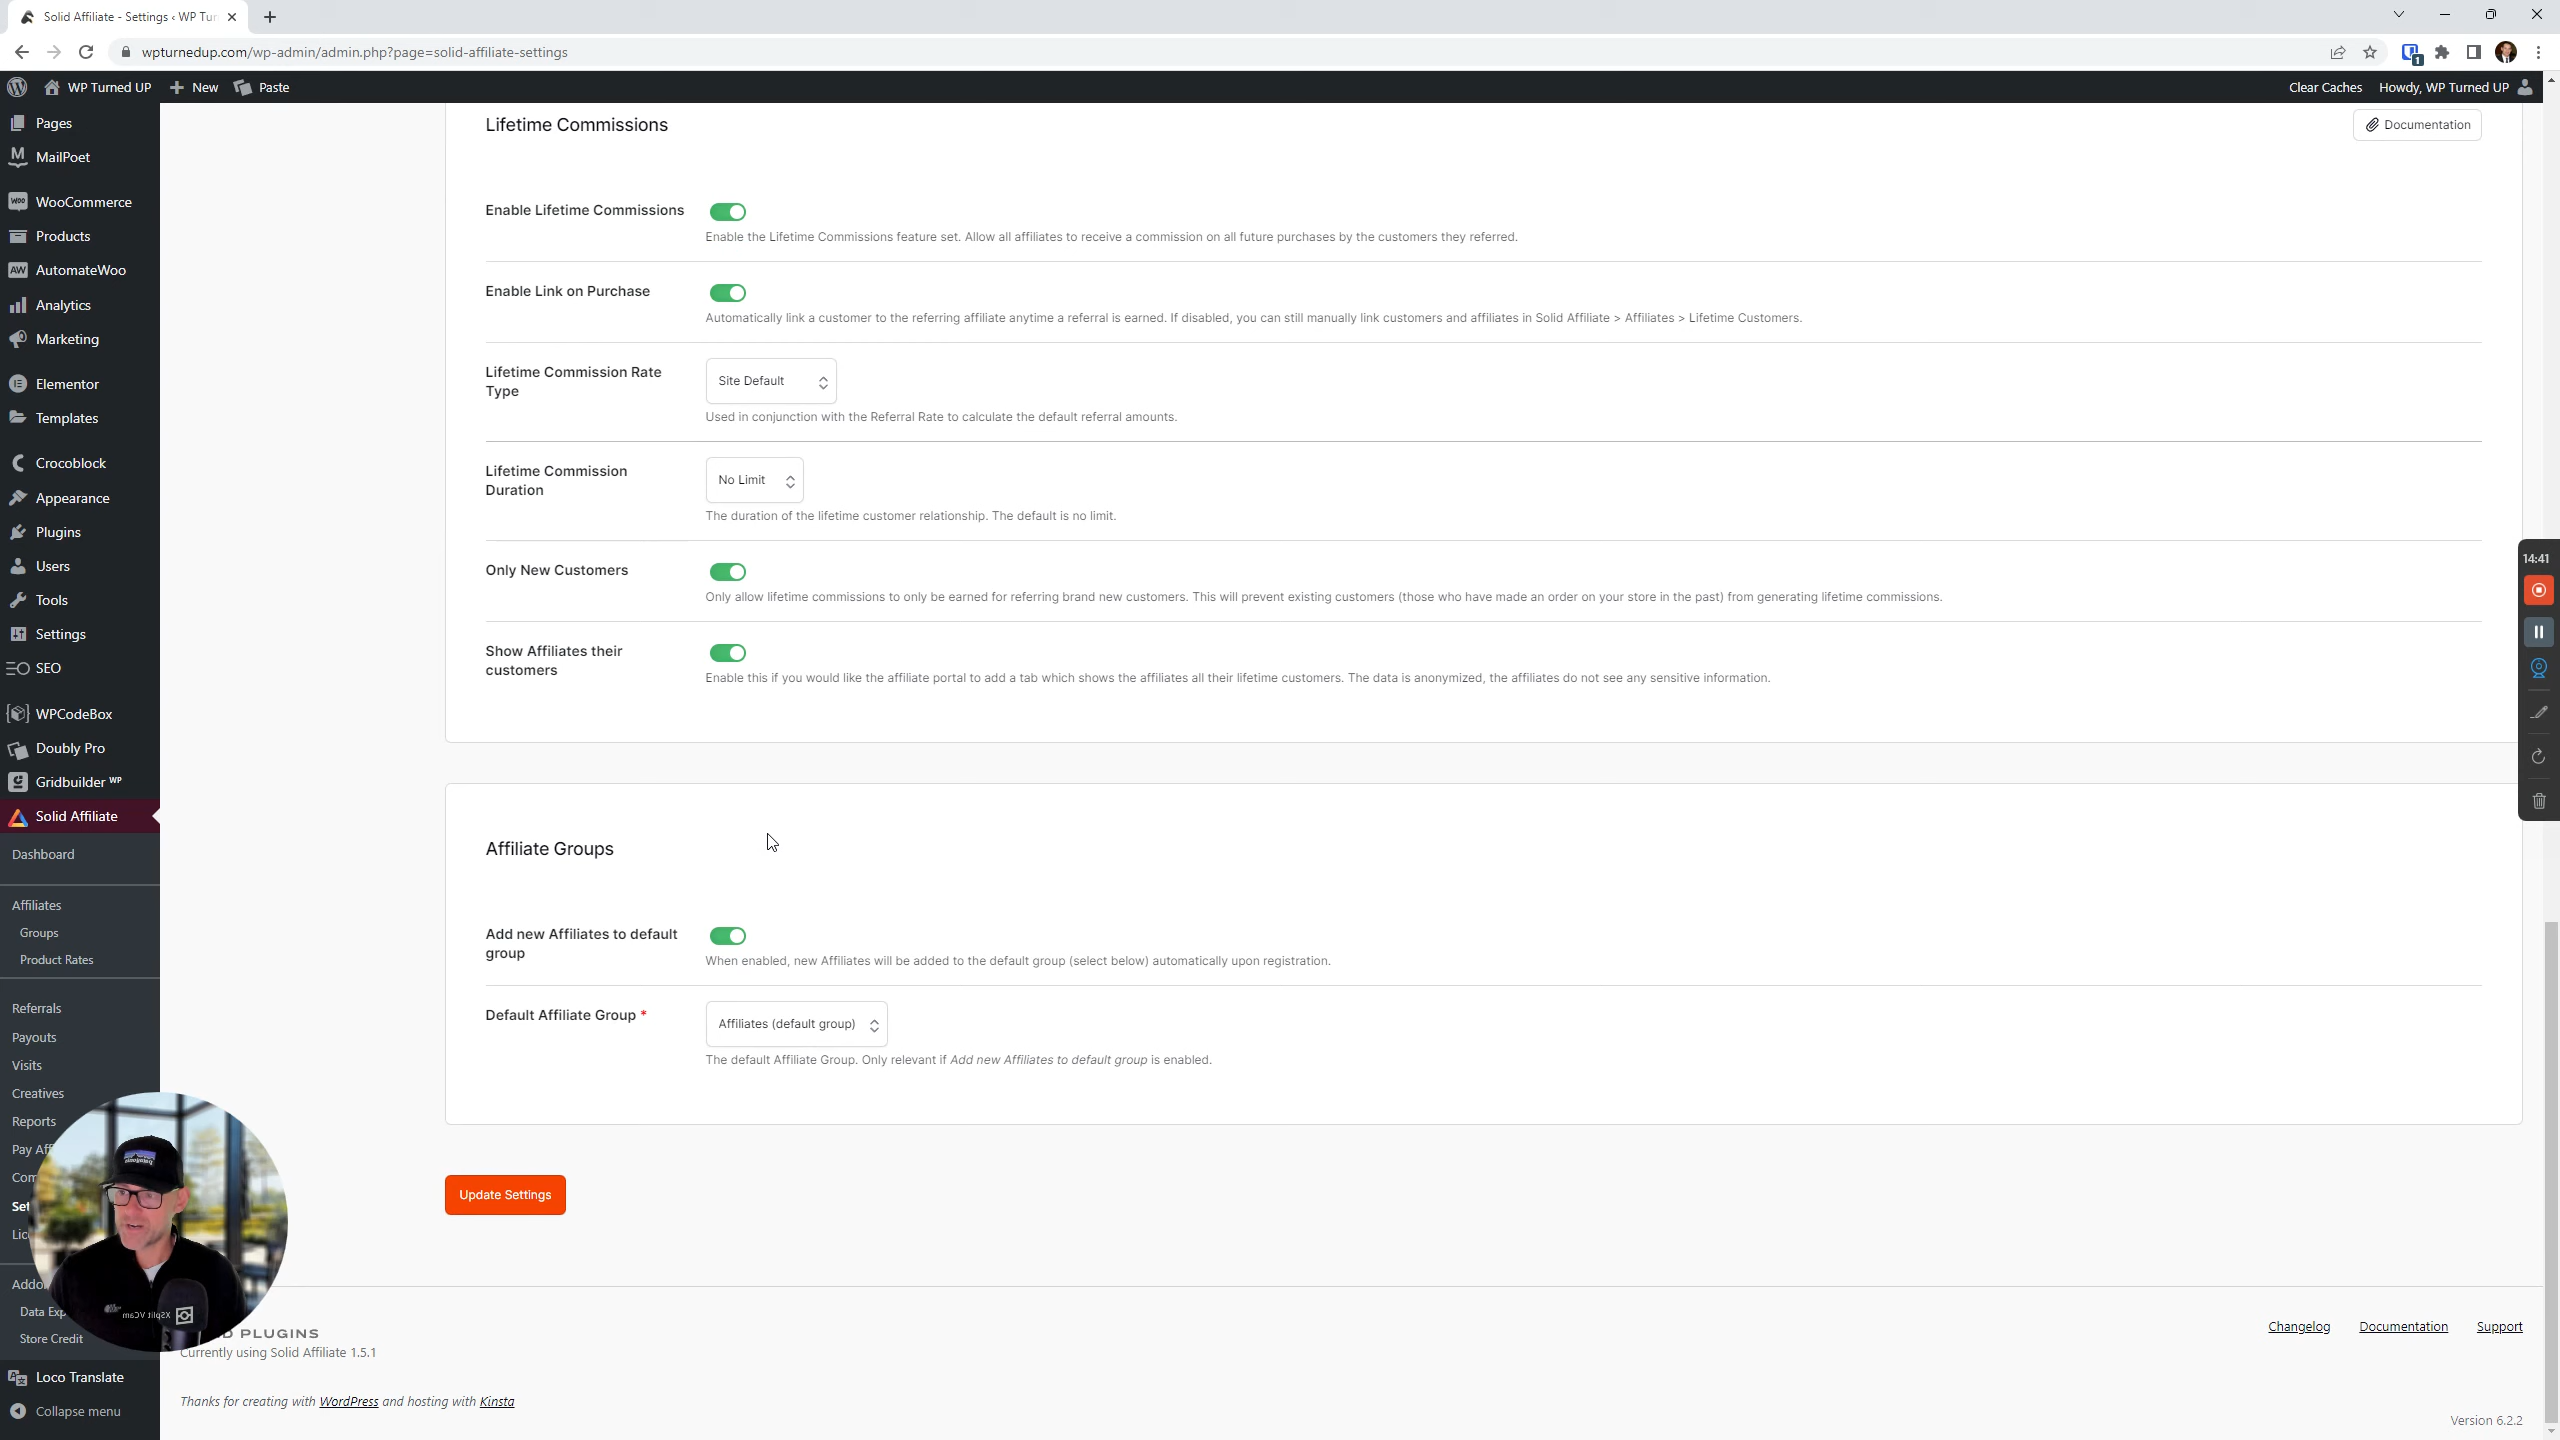 Solid Affiliate - Settings ‹ WP Tur
wpturnedup.com/wp-admin/admin.php?page=solid-affiliate-settings
1
WP Turned UP
New
Paste
Clear Caches
Howdy, WP Turned UP
Pages
MailPoet
WooCommerce
Products
AutomateWoo
Analytics
Marketing
Elementor
Templates
Crocoblock
Appearance
Plugins
Users
Tools
Settings
SEO
WPCodeBox
Doubly Pro
Gridbuilder WP
Solid Affiliate
Dashboard
Affiliates
Groups
Product Rates
Referrals
Payouts
Visits
Creatives
Reports
Pay Aff
Com
Set
Lic
Addo
Data Exp
Store Credit
Loco Translate
Collapse menu
Lifetime Commissions
Documentation
Enable Lifetime Commissions
Enable the Lifetime Commissions feature set. Allow all affiliates to receive a commission on all future purchases by the customers they referred.
Enable Link on Purchase
Automatically link a customer to the referring affiliate anytime a referral is earned. If disabled, you can still manually link customers and affiliates in Solid Affiliate > Affiliates > Lifetime Customers.
Lifetime Commission Rate
Type
Site Default
Used in conjunction with the Referral Rate to calculate the default referral amounts.
Lifetime Commission
Duration
No Limit
The duration of the lifetime customer relationship. The default is no limit.
Only New Customers
Only allow lifetime commissions to only be earned for referring brand new customers. This will prevent existing customers (those who have made an order on your store in the past) from generating lifetime commissions.
Show Affiliates their
customers
Enable this if you would like the affiliate portal to add a tab which shows the affiliates all their lifetime customers. The data is anonymized, the affiliates do not see any sensitive information.
14:41
Affiliate Groups
Add new Affiliates to default
group
When enabled, new Affiliates will be added to the default group (select below) automatically upon registration.
Default Affiliate Group *
Affiliates (default group)
The default Affiliate Group. Only relevant if Add new Affiliates to default group is enabled.
Update Settings
XSplit VCam
D PLUGINS
Currently using Solid Affiliate 1.5.1
Changelog
Documentation
Support
Thanks for creating with WordPress and hosting with Kinsta
Version 6.2.2